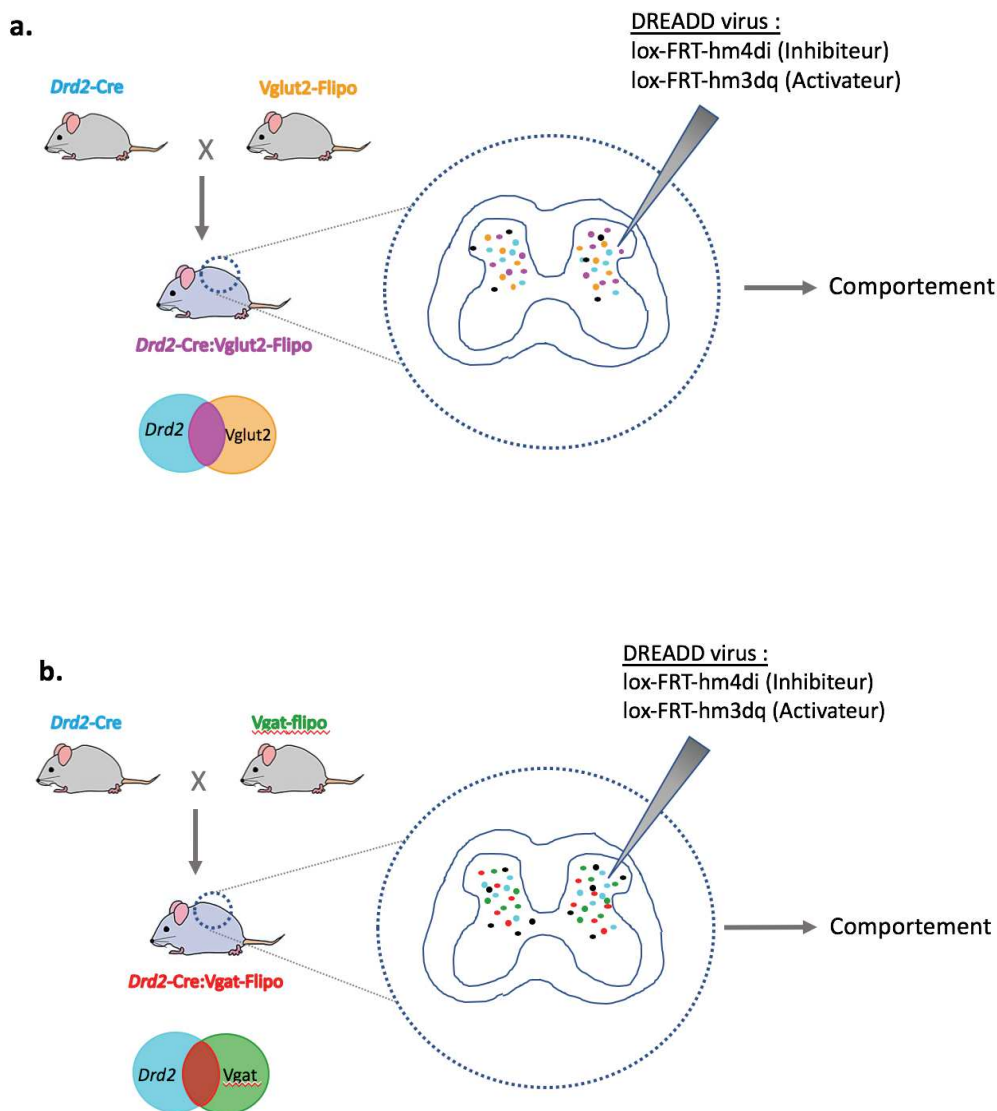 a.
DREADD virus :
lox-FRT-hm4di (Inhibiteur)
lox-FRT-hm3dq (Activateur)
Drd2-Cre
Vglut2-Flipo
X
Drd2-Cre:Vglut2-Flipo
Comportement
Drd2
Vglut2
b.
DREADD virus :
lox-FRT-hm4di (Inhibiteur)
lox-FRT-hm3dq (Activateur)
Drd2-Cre
Vgat-flipo
X
Comportement
Drd2-Cre:Vgat-Flipo
Drd2
Vgat